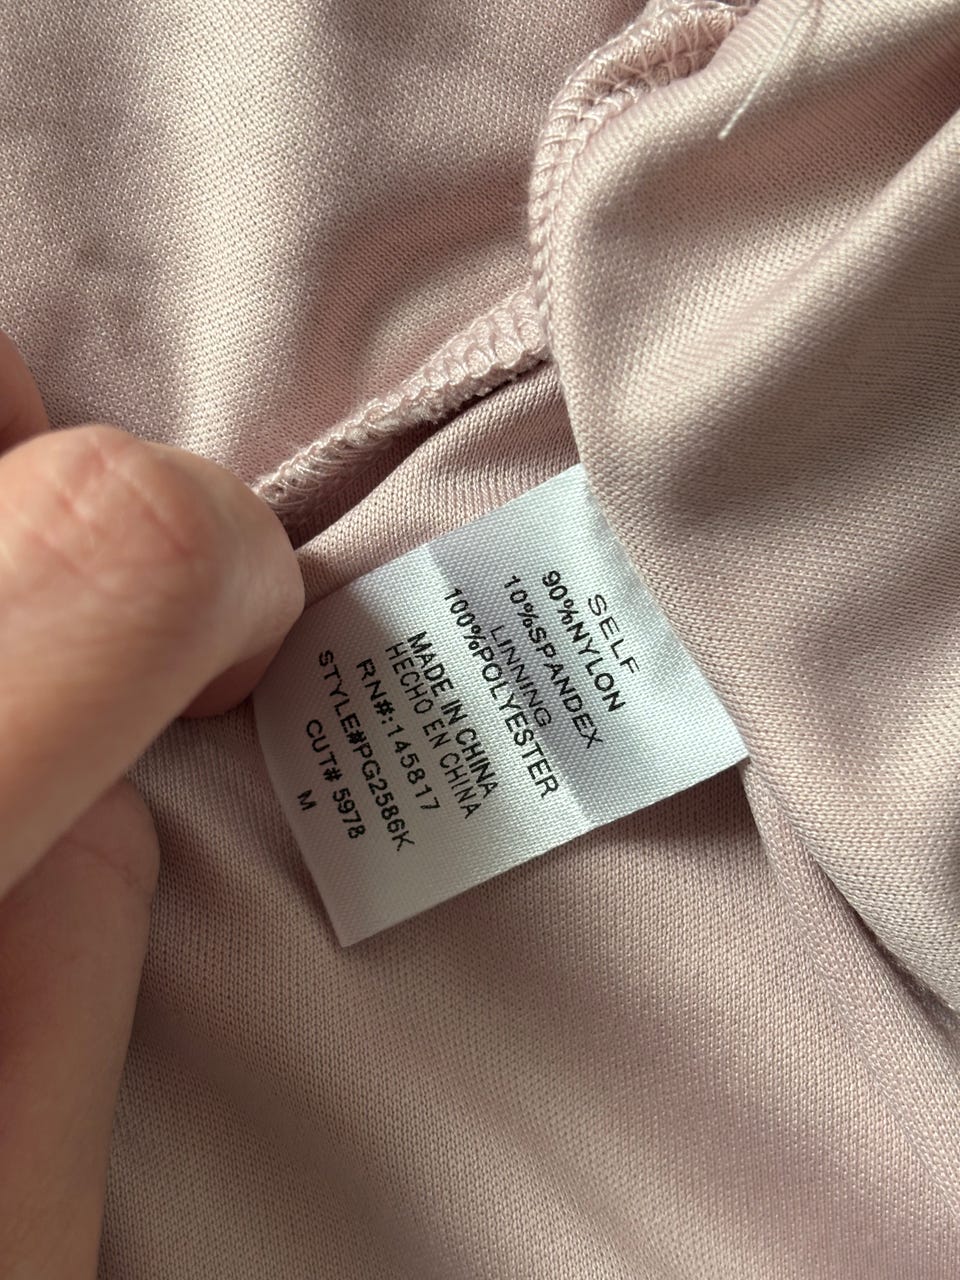 SELF
90%NYLON
10%SPANDEX
LINNING
100%POLYESTER
MADE IN CHINA
HECHO EN CHINA
RN#:145817
STYLE#PG2586K
CUT# 5978
M